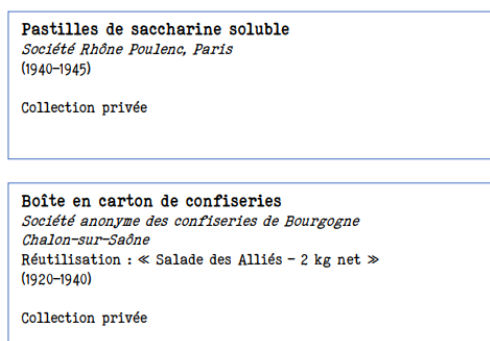 Pastilles de saccharine soluble
Société Rhône Poulenc, Paris
(1940-1945)
Collection privée
Boîte en carton de confiseries
Société anonyme des confiseries de Bourgogne
Chalon-sur-Saône
Réutilisation : « Salade des Alliés - 2 kg net »
(1920-1940)
Collection privée